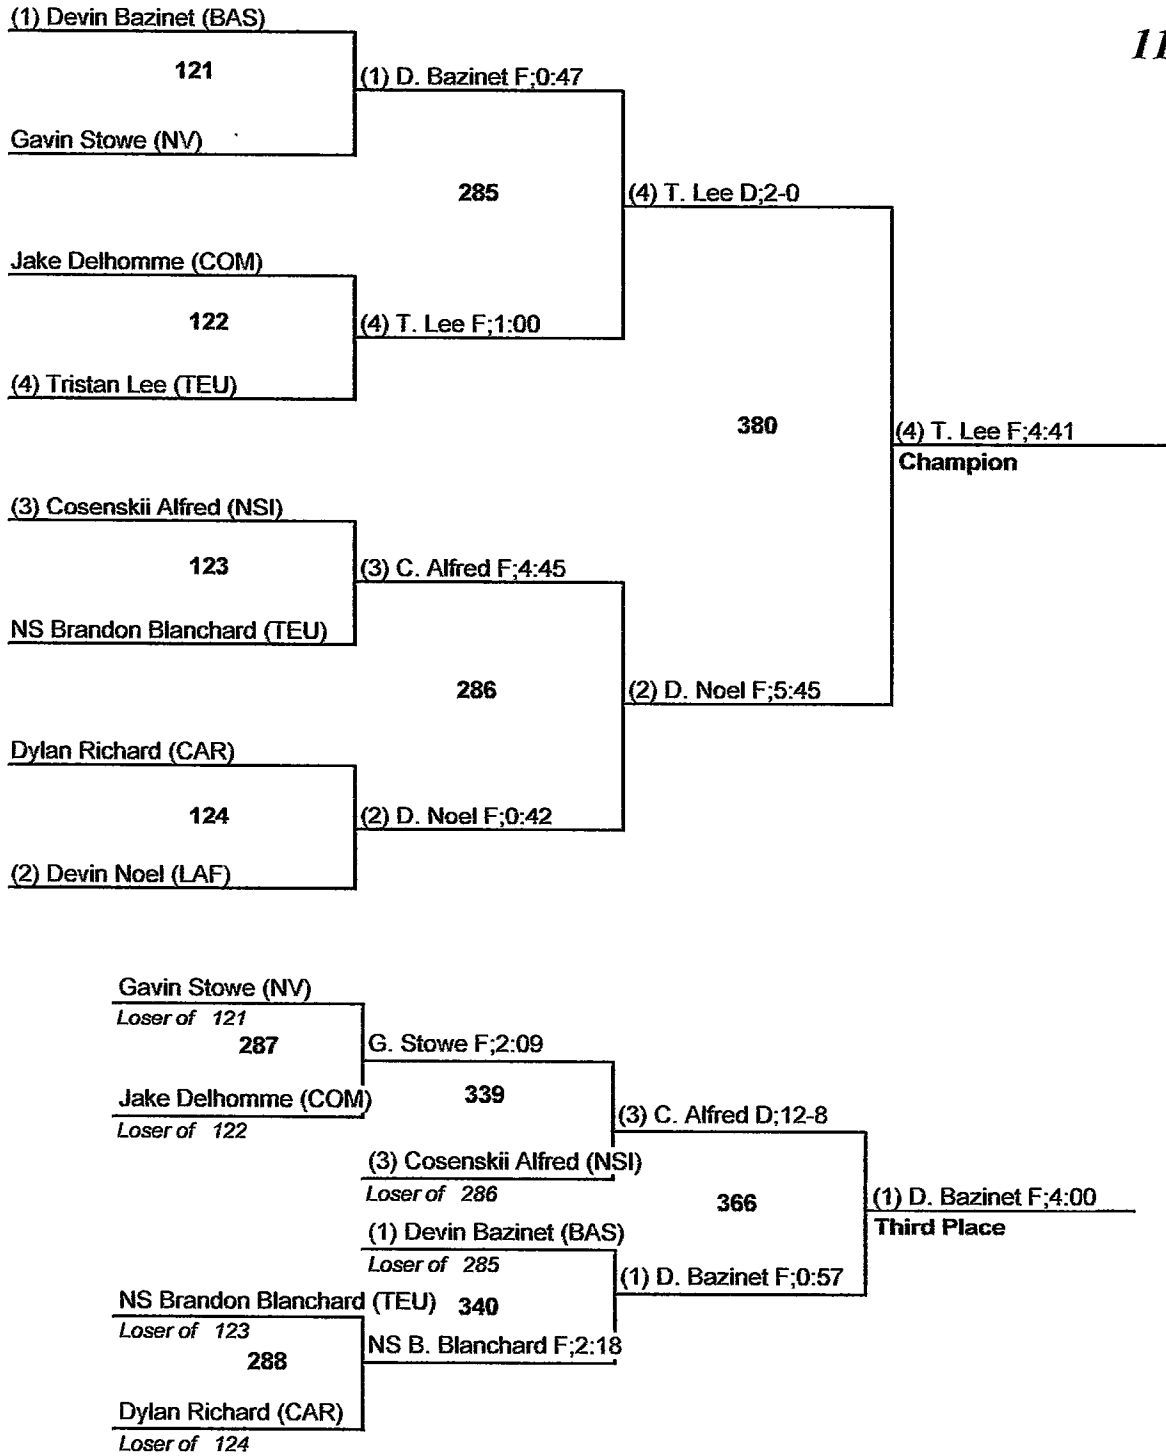 (1) Devin Bazinet (BAS)
11
121
(1) D. Bazinet F;0:47
Gavin Stowe (NV)
285
(4) T. Lee D;2-0
Jake Delhomme (COM)
122
(4) T. Lee F;1:00
(4) Tristan Lee (TEU)
380
(4) T. Lee F;4:41
Champion
(3) Cosenskii Alfred (NSI)
123
(3) C. Alfred F;4:45
NS Brandon Blanchard (TEU)
286
(2) D. Noel F;5:45
Dylan Richard (CAR)
124
(2) D. Noel F;0:42
(2) Devin Noel (LAF)
Gavin Stowe (NV)
Loser of 121
287
G. Stowe F;2:09
Jake Delhomme (COM)
Loser of 122
339
(3) C. Alfred D;12-8
(3) Cosenskii Alfred (NSI)
Loser of 286
366
(1) D. Bazinet F;4:00
Third Place
(1) Devin Bazinet (BAS)
Loser of 285
(1) D. Bazinet F;0:57
NS Brandon Blanchard (TEU)
340
Loser of 123
NS B. Blanchard F;2:18
288
Dylan Richard (CAR)
Loser of 124